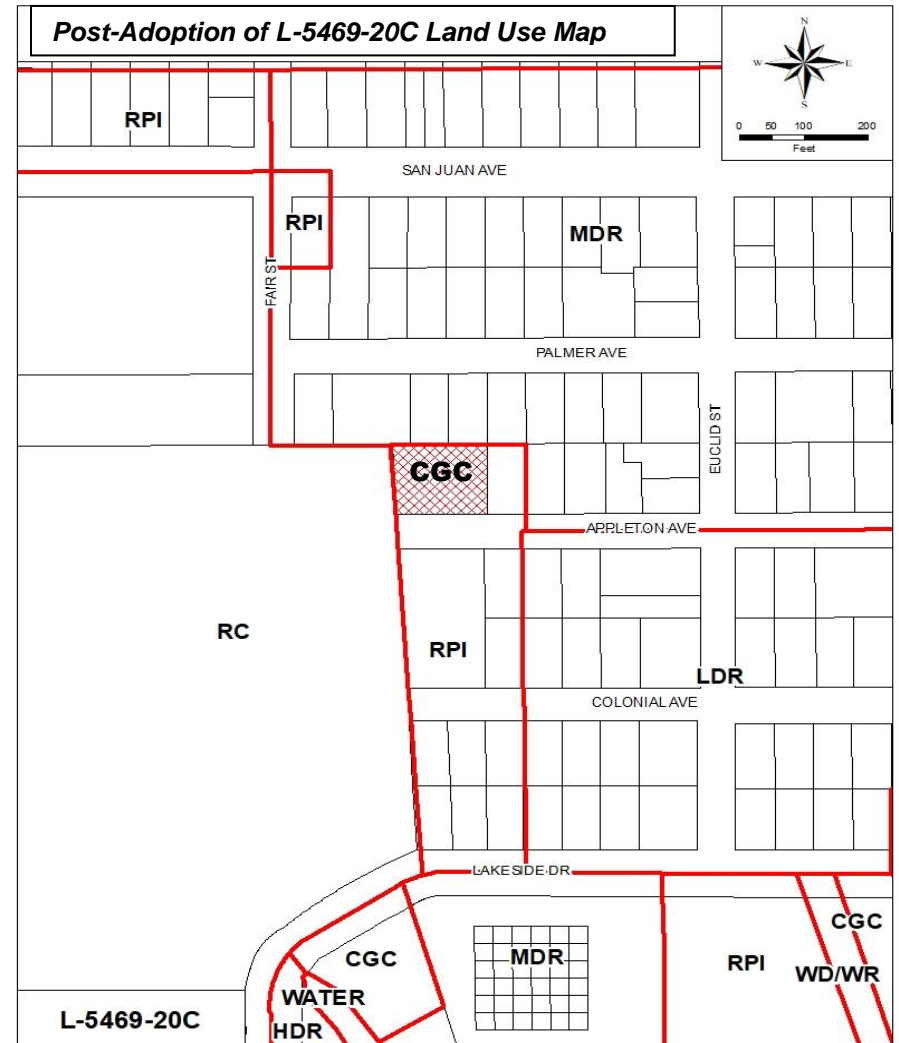 Post-Adoption of L-5469-20C Land Use Map
N
W E
S
0 50 100 200
Feet
RPI
SAN JUAN AVE
RPI
MDR
FAIR ST
PALMER AVE
EUCLID ST
CGC
APPLETON AVE
RC
RPI
LDR
COLONIAL AVE
LAKESIDE DR
CGC
CGC
MDR
RPI
WD/WR
WATER
HDR
L-5469-20C